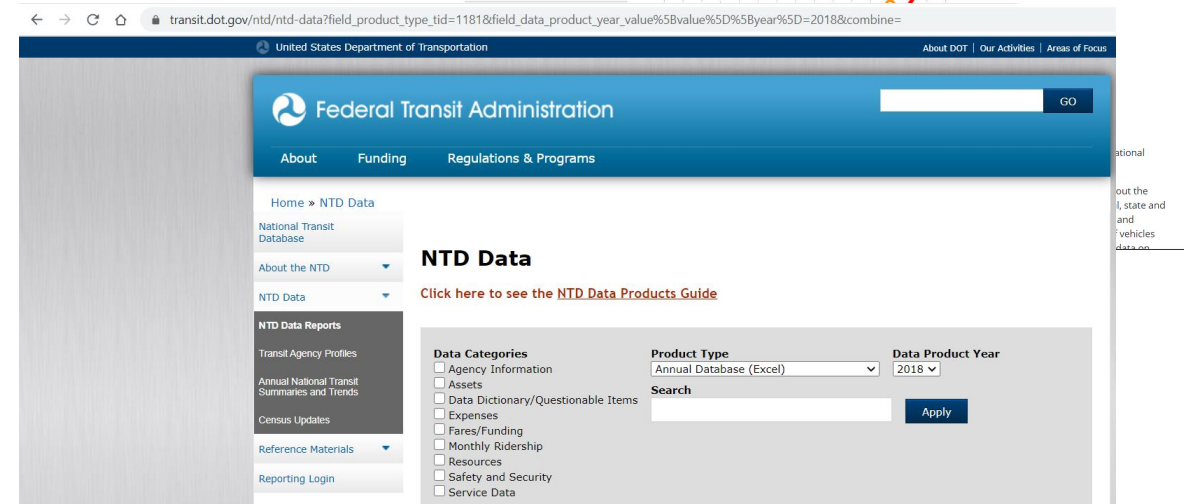 transit.dot.gov/ntd/ntd-data?field_product_type_tid=1181&field_data_product_year_value%5Bvalue%5D%5Byear%5D=2018&combine=
United States Department of Transportation
About DOT | Our Activities | Areas of Focus
Federal Transit Administration
GO
About Funding Regulations & Programs
ational
out the
, state and
and
vehicles
data on
Home » NTD Data
National Transit
Database
About the NTD
NTD Data
NTD Data Reports
Transit Agency Profiles
Annual National Transit
Summaries and Trends
Census Updates
Reference Materials
Reporting Login
NTD Data
Click here to see the NTD Data Products Guide
Data Categories
Agency Information
Assets
Data Dictionary/Questionable Items
Expenses
Fares/Funding
Monthly Ridership
Resources
Safety and Security
Service Data
Product Type
Annual Database (Excel)
Search
Data Product Year
2018
Apply